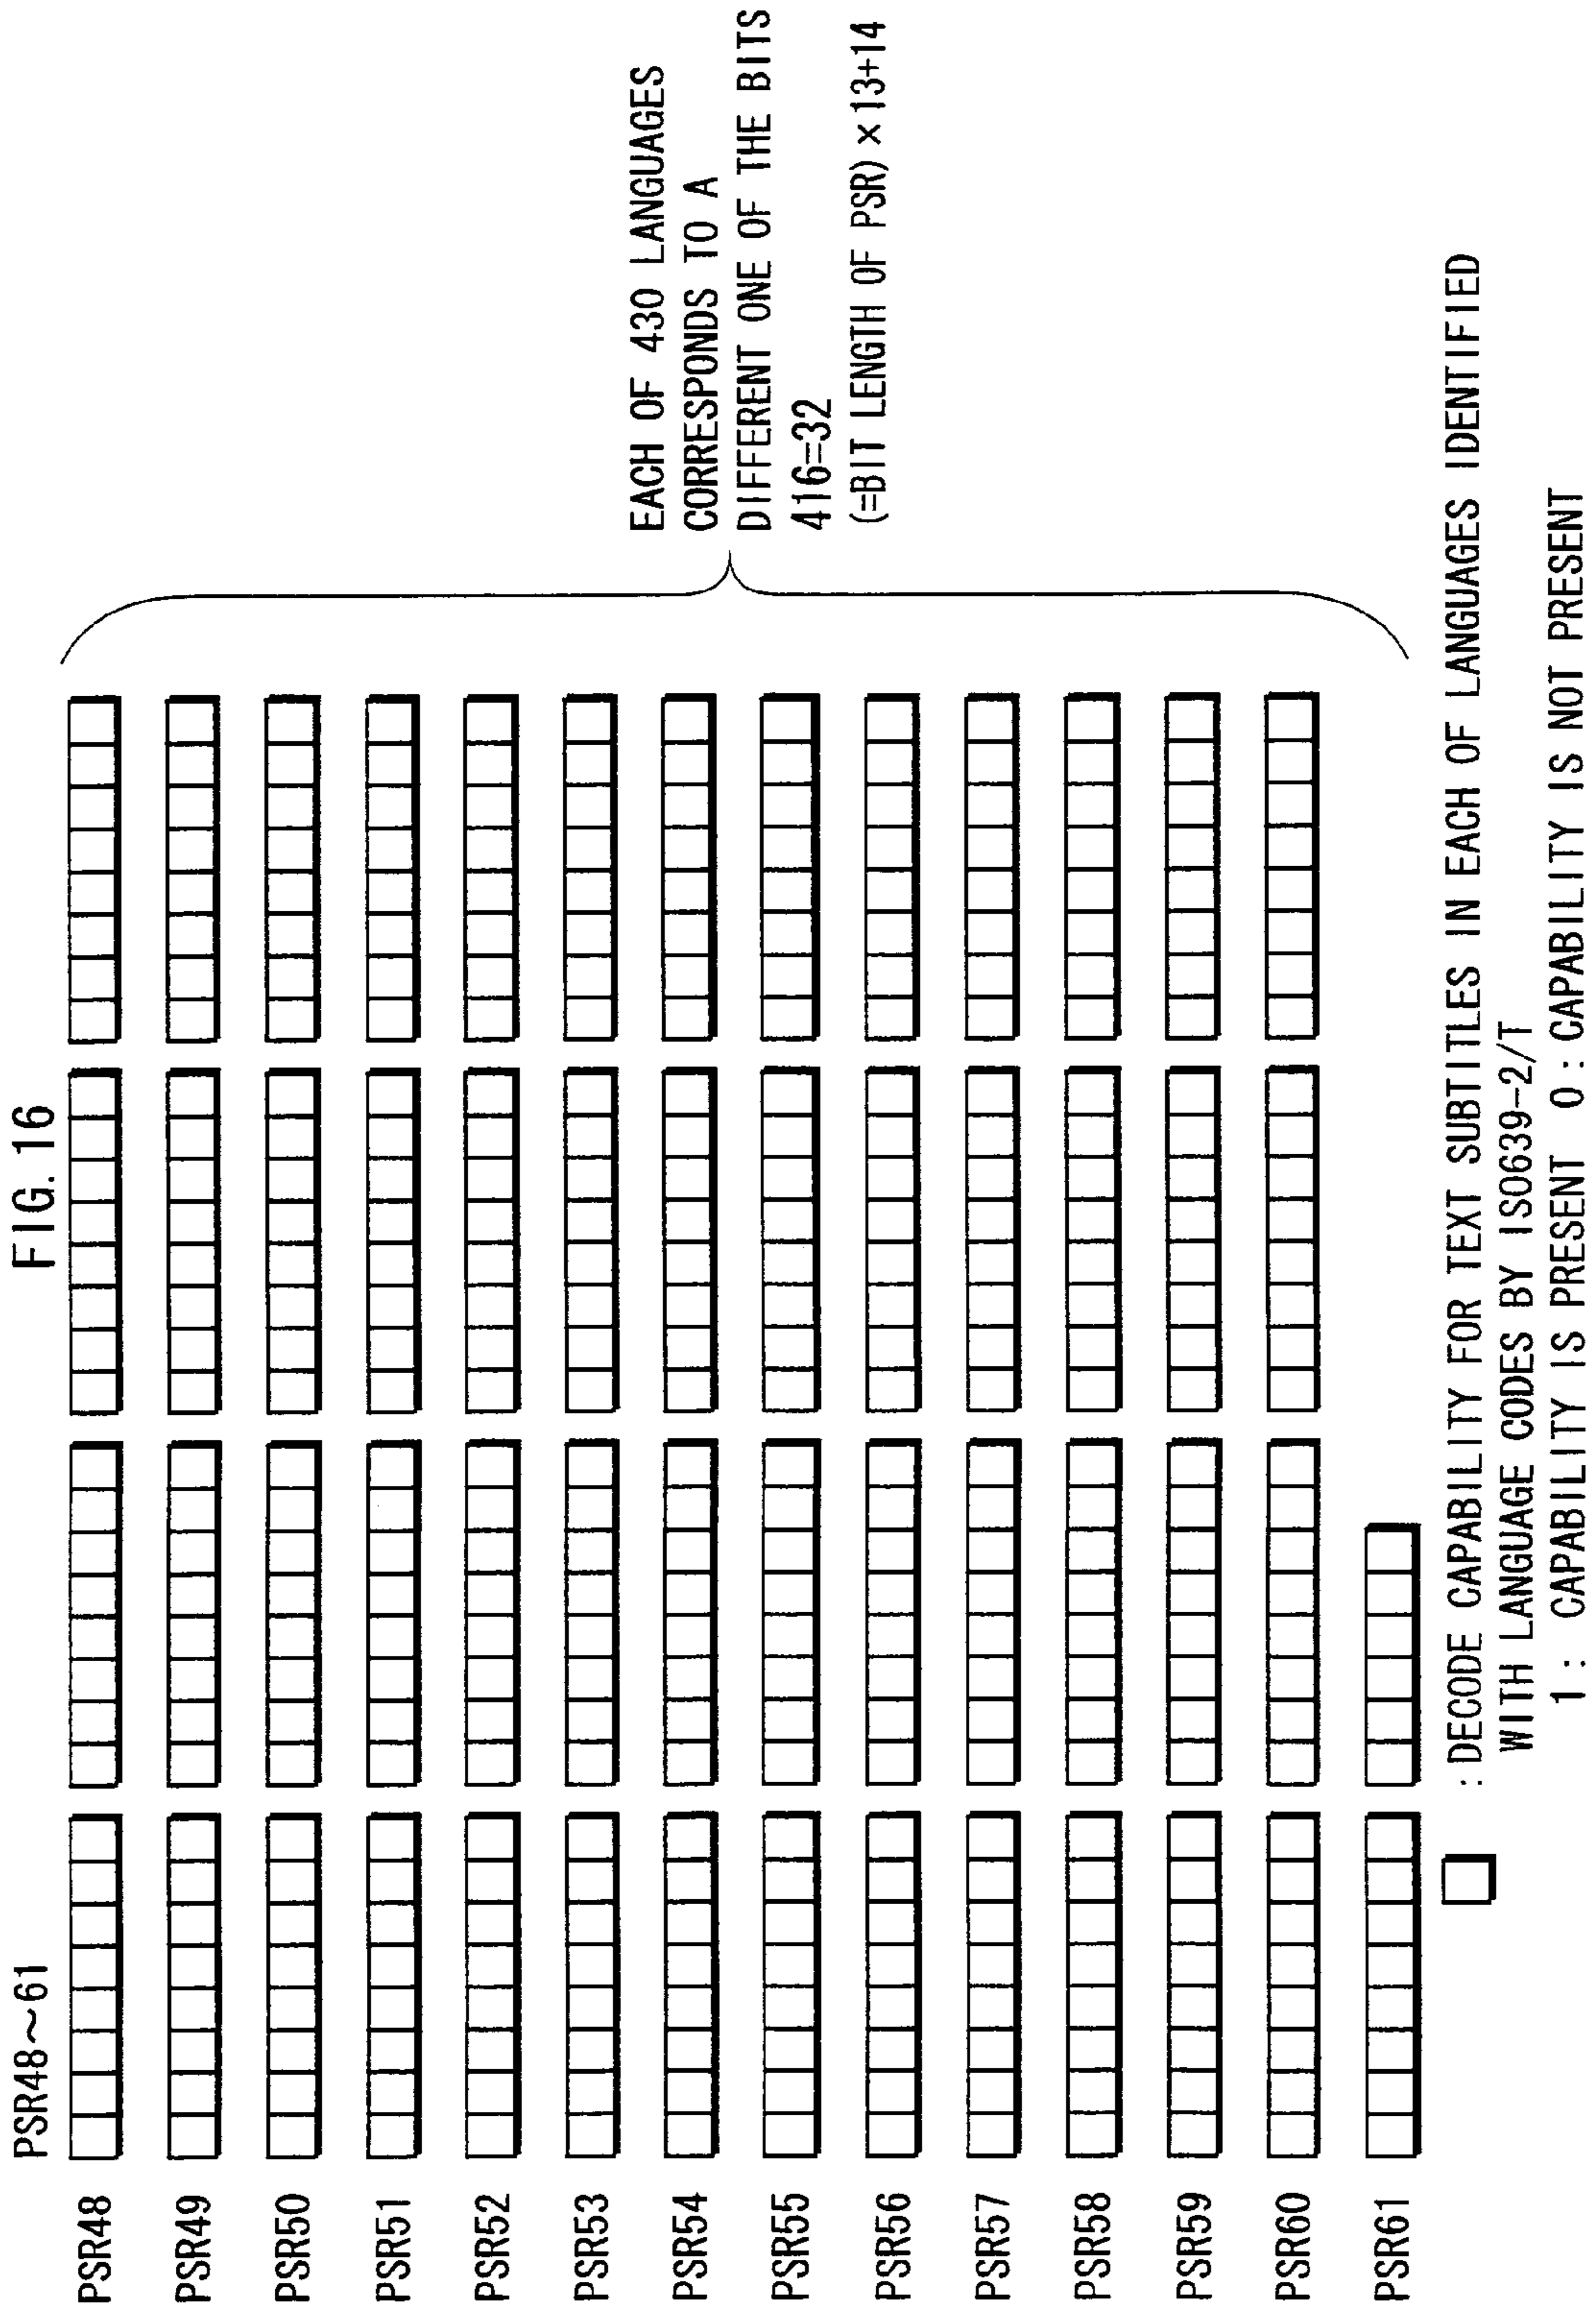 FIG. 16
PSR48～61
PSR48
PSR49
PSR50
PSR51
PSR52
PSR53
PSR54
PSR55
PSR56
PSR57
PSR58
PSR59
PSR60
PSR61
EACH OF 430 LANGUAGES
CORRESPONDS TO A
DIFFERENT ONE OF THE BITS
416=32
(=BIT LENGTH OF PSR)×13+14
:DECODE CAPABILITY FOR TEXT SUBTITLES IN EACH OF LANGUAGES IDENTIFIED
WITH LANGUAGE CODES BY ISO639-2/T
1: CAPABILITY IS PRESENT 0:CAPABILITY IS NOT PRESENT